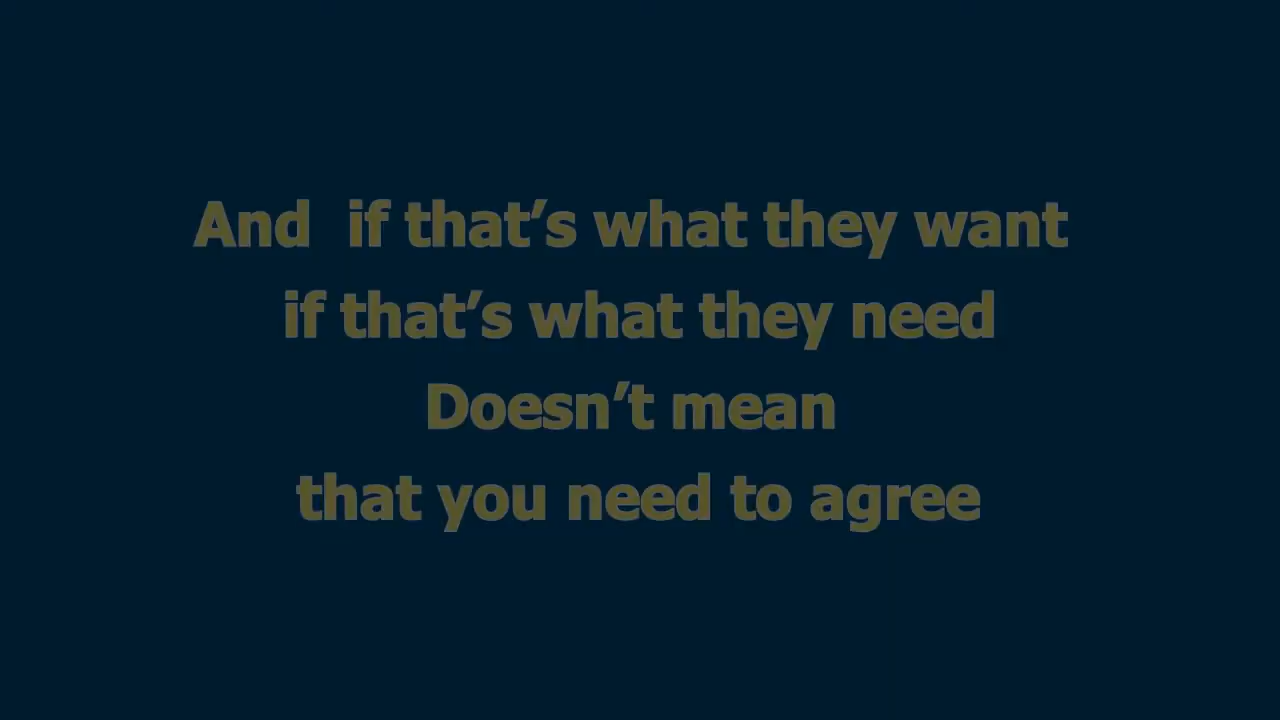 And  if that’s what they want
if that’s what they need
Doesn’t mean
that you need to agree